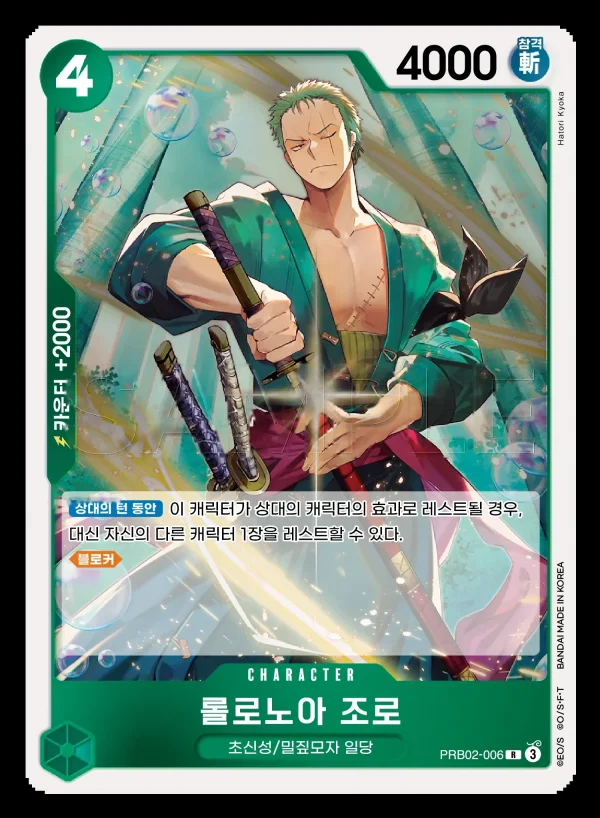 4
4000
참격
斬
Hatori Kyoka
카운터 +2000
SAMPLE
상대의 턴 동안 이 캐릭터가 상대의 캐릭터의 효과로 레스트될 경우,
대신 자신의 다른 캐릭터 1장을 레스트할 수 있다.
블로커
CHARACTER
롤로노아 조로
초신성/밀짚모자 일당
PRB02-006 R 3
©EO/S ©O/S·F·T BANDAI MADE IN KOREA